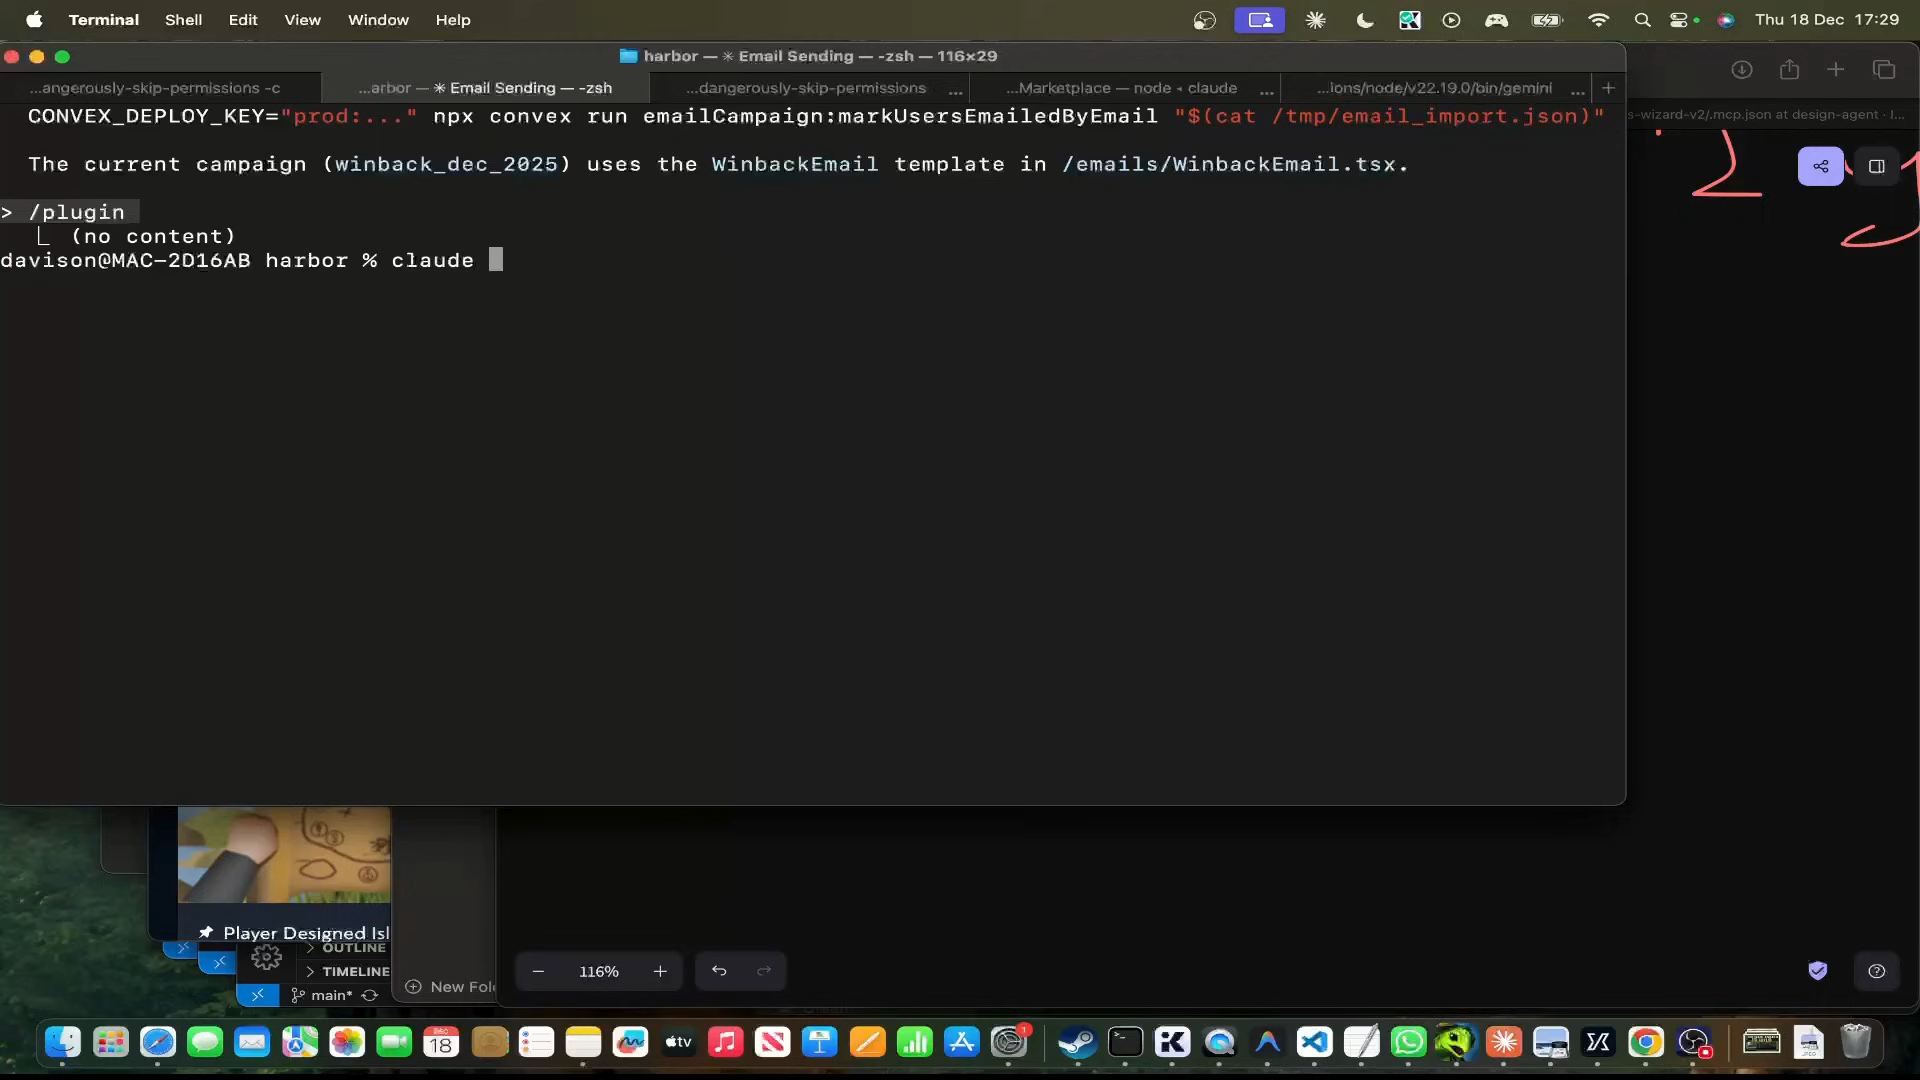 Terminal Shell Edit View Window Help Thu 18 Dec 17:29
harbor — ✳ Email Sending — -zsh — 116×29
...angerously-skip-permissions -c ...arbor — ✳ Email Sending — -zsh ...dangerously-skip-permissions ... ...Marketplace — node ◂ claude ... ...ions/node/v22.19.0/bin/gemini ... +
s-wizard-v2/.mcp.json at design-agent · l...
CONVEX_DEPLOY_KEY="prod:..." npx convex run emailCampaign:markUsersEmailedByEmail "$(cat /tmp/email_import.json)"
The current campaign (winback_dec_2025) uses the WinbackEmail template in /emails/WinbackEmail.tsx.
> /plugin
⎿ (no content)
davison@MAC-2D16AB harbor % claude
Player Designed Isl
> OUTLINE
> TIMELINE
main*
New Fol
− 116% +
tv
DEC
18
1
JPEG